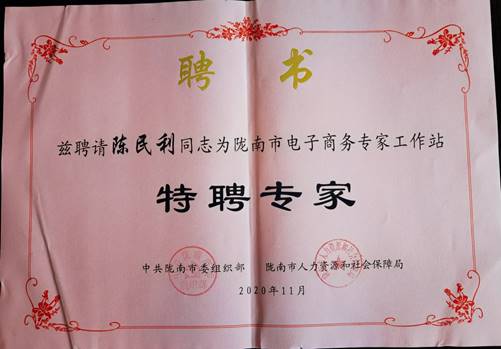 聘书
兹聘请陈民利同志为陇南市电子商务专家工作站
特聘专家
中共陇南市委组织部 陇南市人力资源和社会保障局
2020年11月